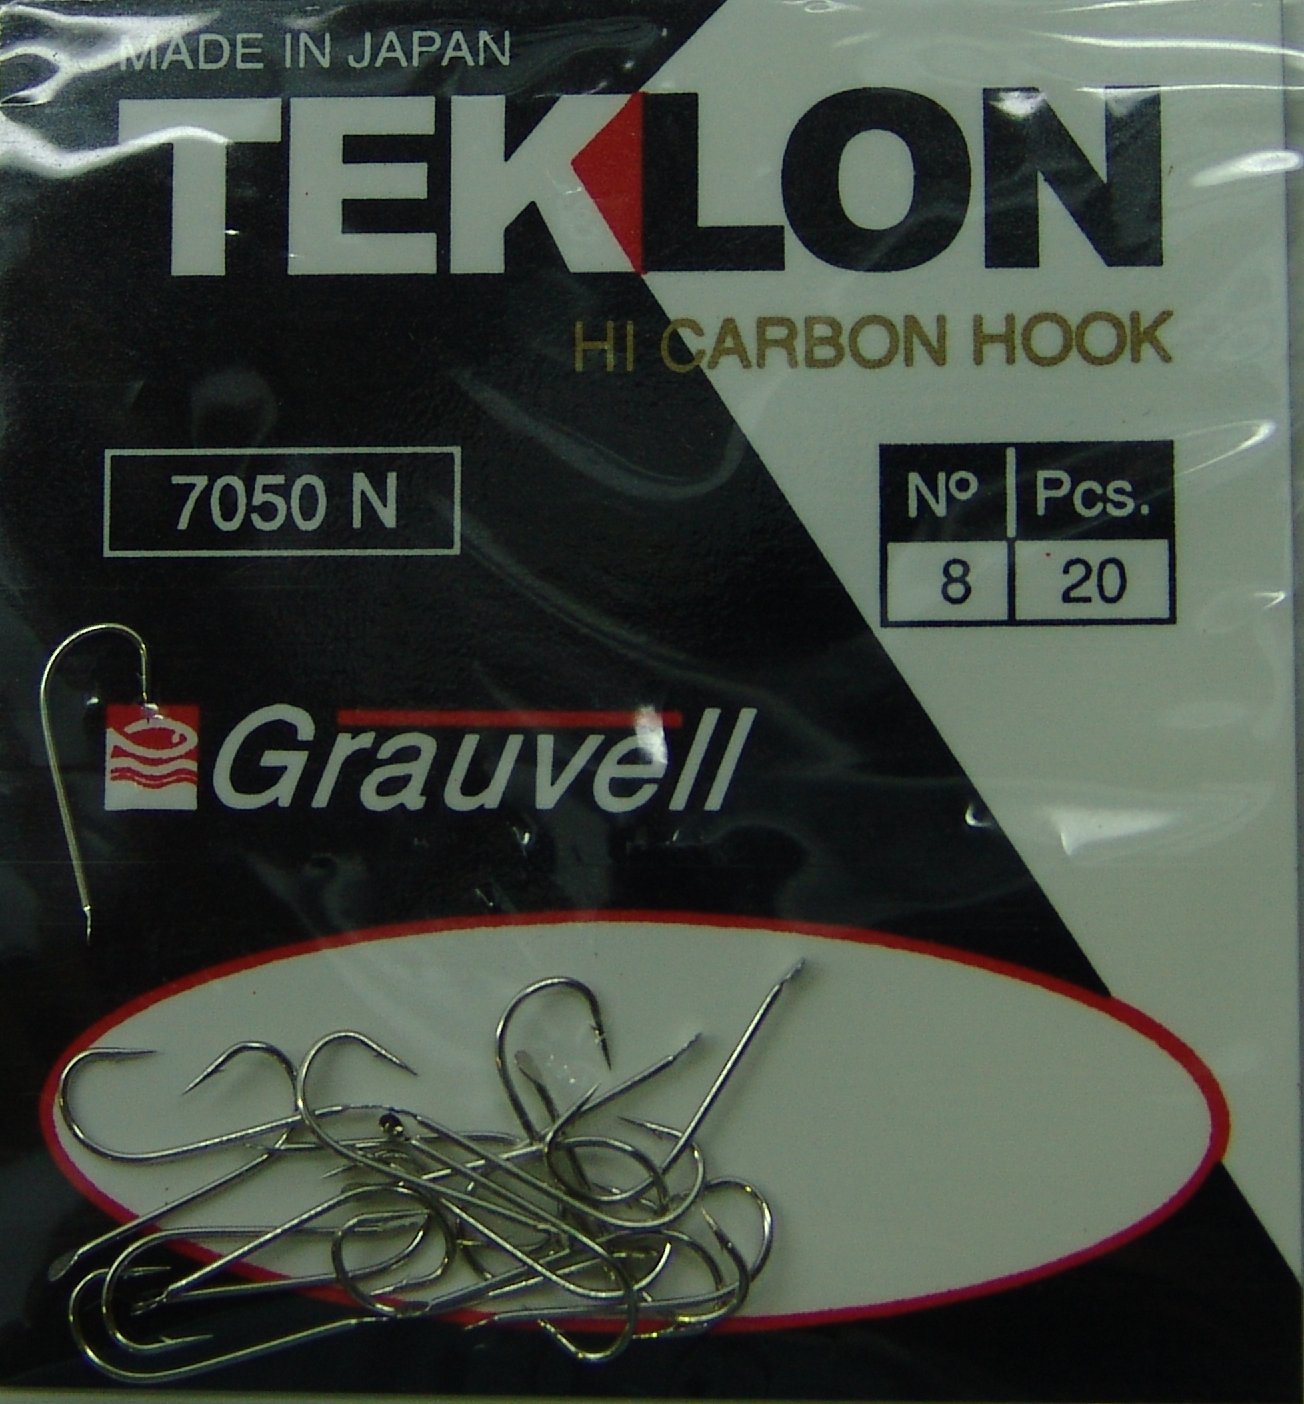 MADE IN JAPAN
TEKLON
HI CARBON HOOK
7050 N
Nº Pcs.
8 20
Grauvell